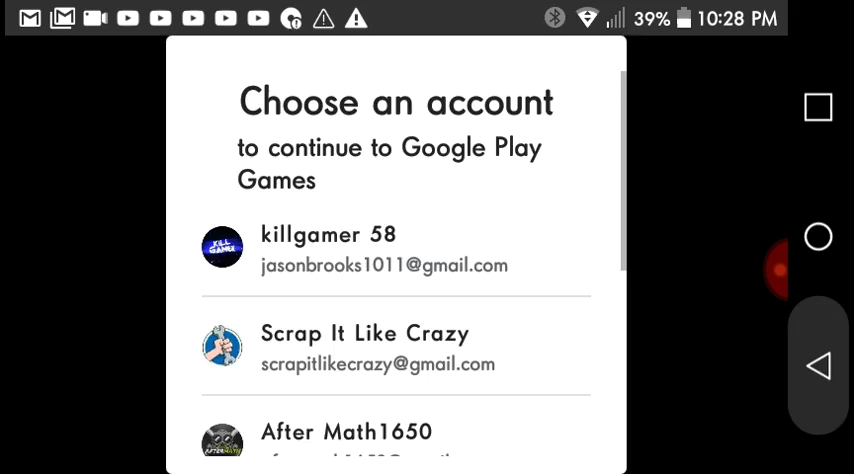 39% 10:28 PM
Choose an account
to continue to Google Play
Games
killgamer 58
jasonbrooks1011@gmail.com
Scrap It Like Crazy
scrapitlikecrazy@gmail.com
After Math1650